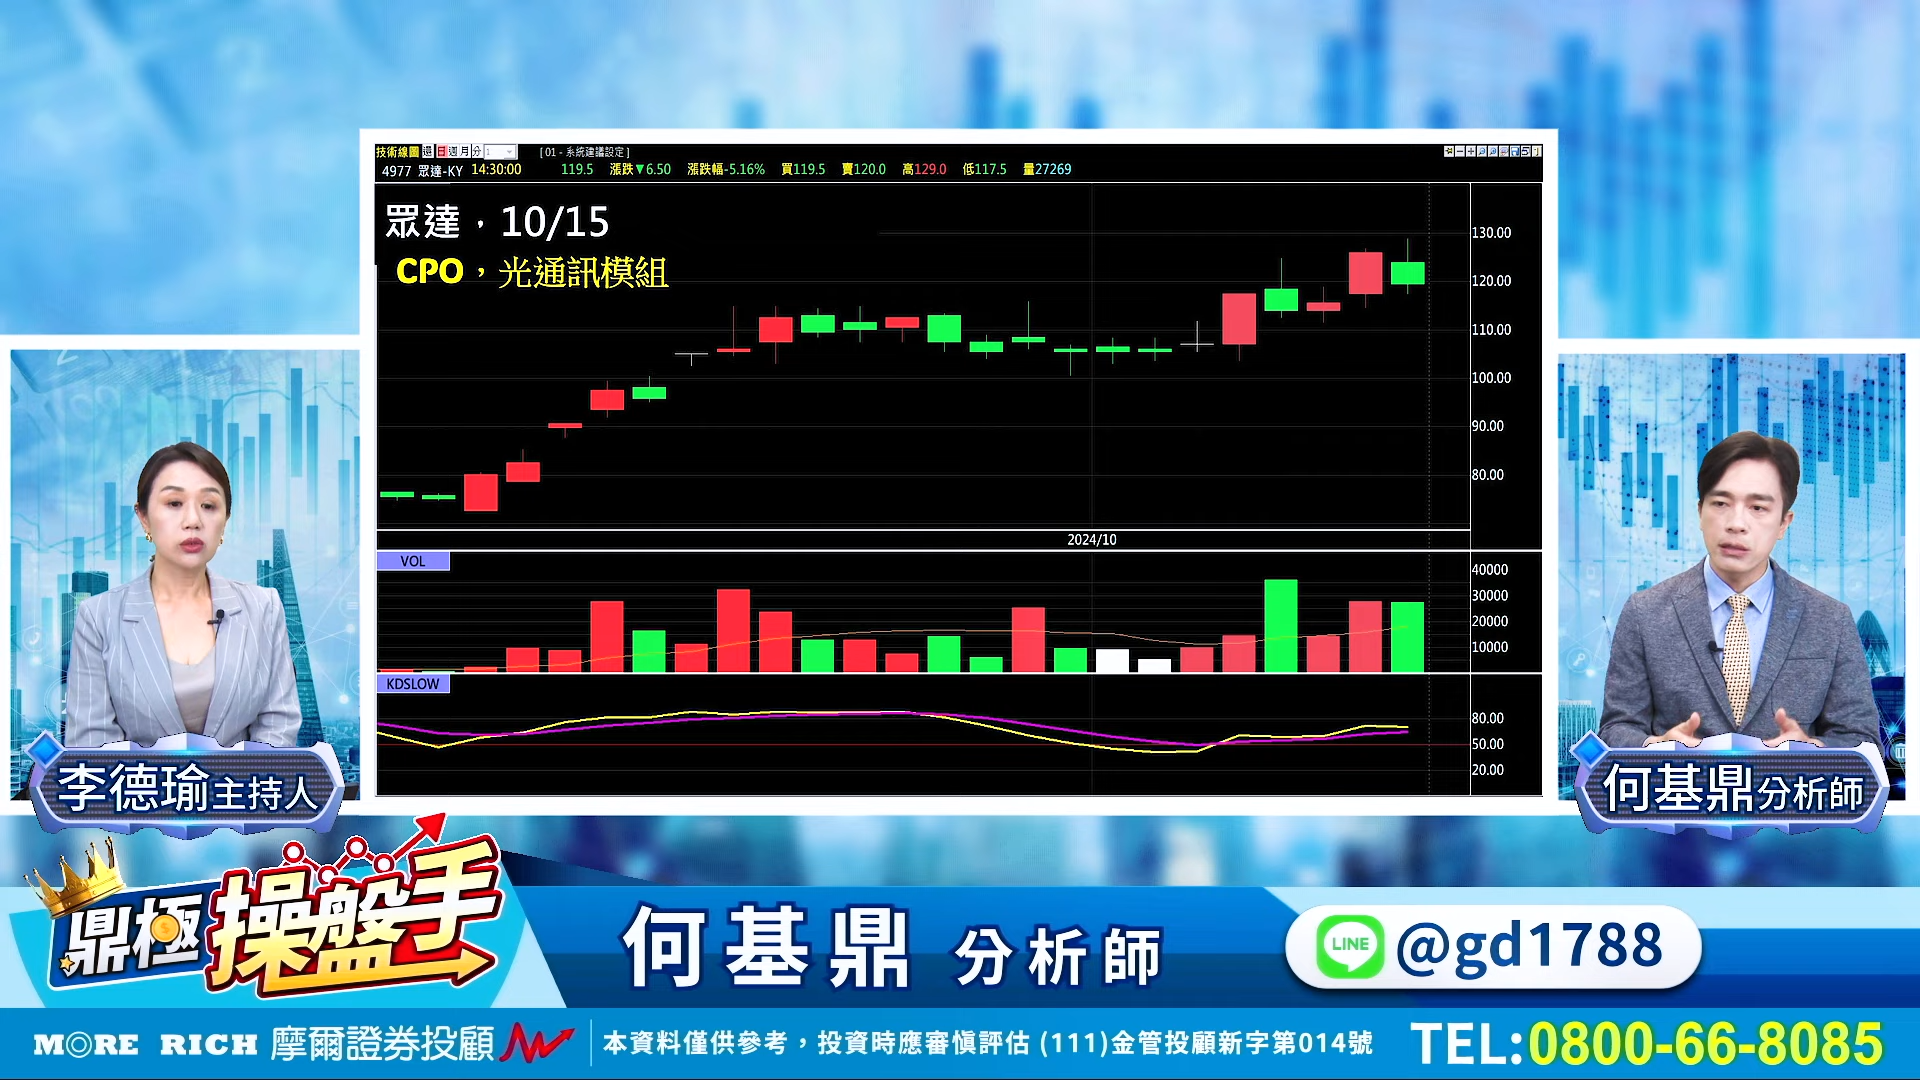 技術線圖 還 日 週 月 分 1 [ 01 - 系統建議設定 ]
4977 眾達-KY 14:30:00 119.5 漲跌▼6.50 漲跌幅-5.16% 買119.5 賣120.0 高129.0 低117.5 量27269
眾達，10/15
CPO，光通訊模組
130.00
120.00
110.00
100.00
90.00
80.00
2024/10
VOL
40000
30000
20000
10000
KDSLOW
80.00
50.00
20.00
李德瑜主持人
何基鼎分析師
鼎極操盤手
何基鼎 分析師
LINE @gd1788
MORE RICH 摩爾證券投顧
本資料僅供參考，投資時應審慎評估 (111)金管投顧新字第014號
TEL:0800-66-8085